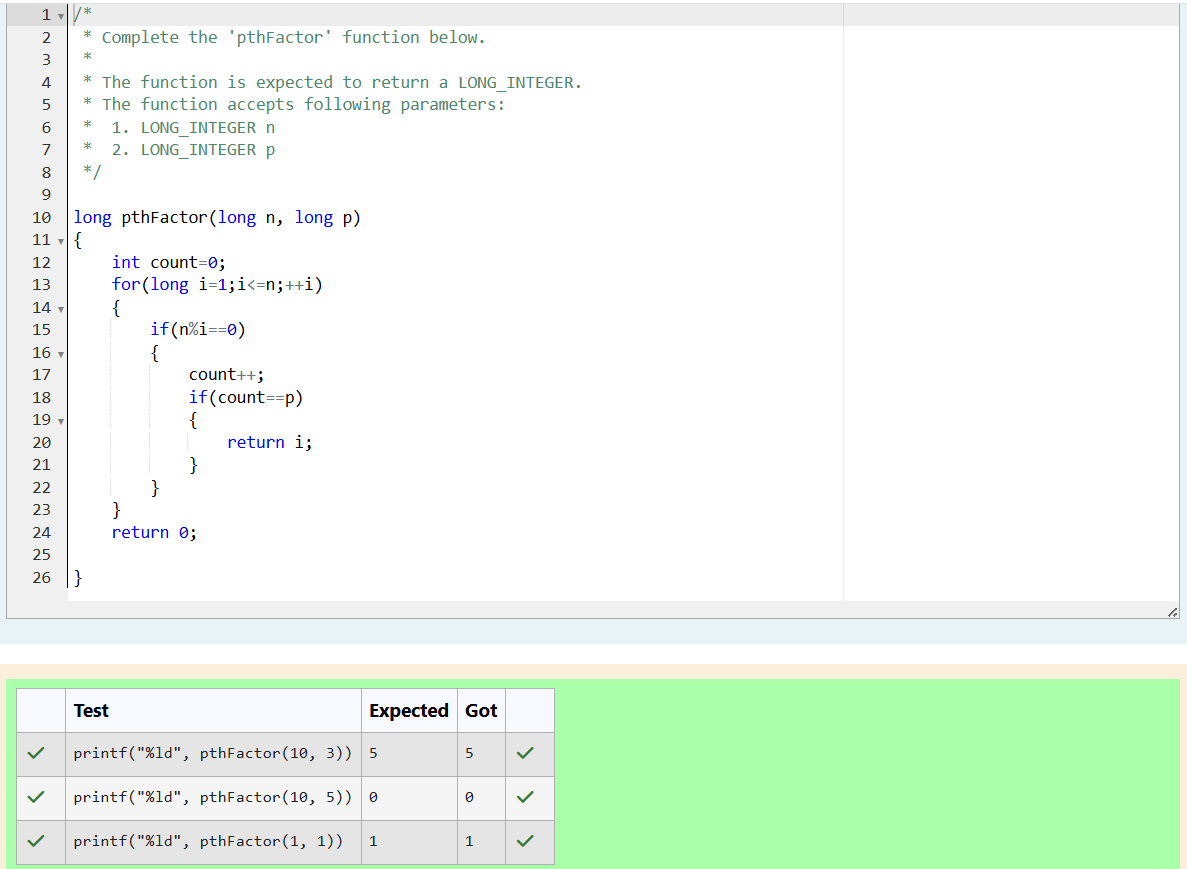 1 /*
2  * Complete the 'pthFactor' function below.
3  *
4  * The function is expected to return a LONG_INTEGER.
5  * The function accepts following parameters:
6  *  1. LONG_INTEGER n
7  *  2. LONG_INTEGER p
8  */
9
10 long pthFactor(long n, long p)
11 {
12     int count=0;
13     for(long i=1;i<=n;++i)
14     {
15         if(n%i==0)
16         {
17             count++;
18             if(count==p)
19             {
20                 return i;
21             }
22         }
23     }
24     return 0;
25
26 }
Test Expected Got
printf("%ld", pthFactor(10, 3)) 5 5
printf("%ld", pthFactor(10, 5)) 0 0
printf("%ld", pthFactor(1, 1)) 1 1